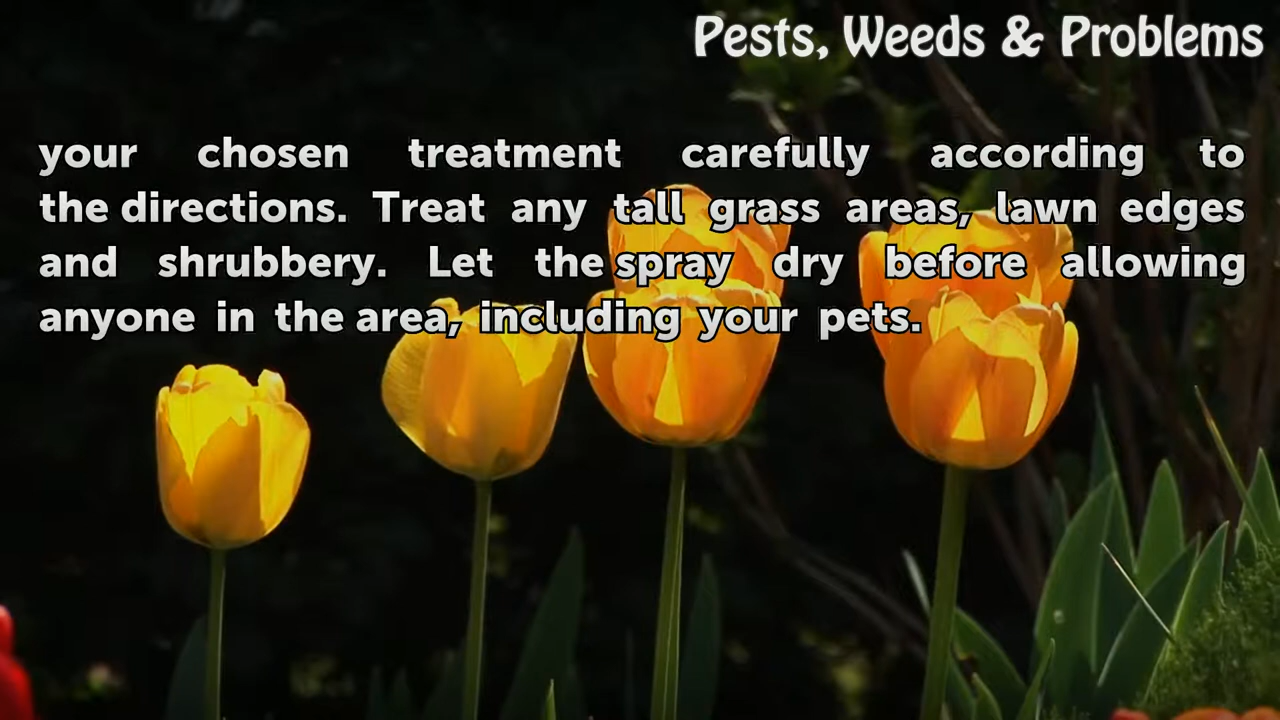 Pests, Weeds & Problems
your chosen treatment carefully according to
the directions. Treat any tall grass areas, lawn edges
and shrubbery. Let the spray dry before allowing
anyone in the area, including your pets.